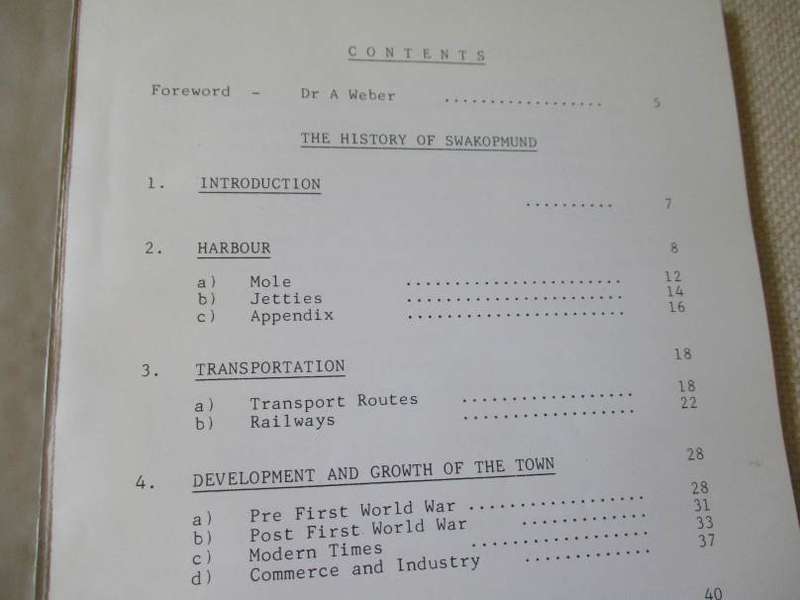 C O N T E N T S
Foreword - Dr A Weber .................. 5
THE HISTORY OF SWAKOPMUND
1. INTRODUCTION
.......... 7
2. HARBOUR 8
a) Mole ...................... 12
b) Jetties ...................... 14
c) Appendix ...................... 16
3. TRANSPORTATION 18
a) Transport Routes .................. 18
b) Railways .................. 22
4. DEVELOPMENT AND GROWTH OF THE TOWN 28
a) Pre First World War .................. 28
b) Post First World War ............. 31
c) Modern Times .................. 33
d) Commerce and Industry ............. 37
40